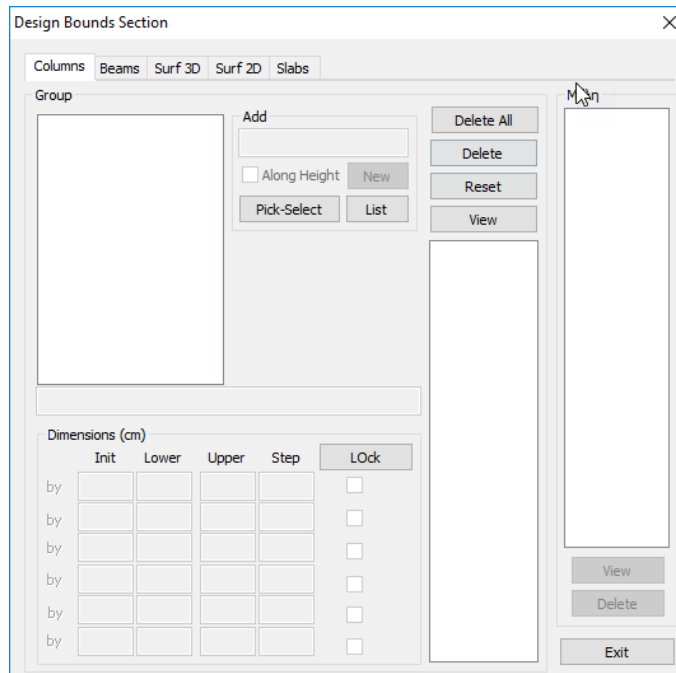 Design Bounds Section
Columns Beams Surf 3D Surf 2D Slabs
Group
Add
Along Height New
Pick-Select List
Delete All
Delete
Reset
View
Dimensions (cm)
Init Lower Upper Step LOck
by
by
by
by
by
by
View
Delete
Exit